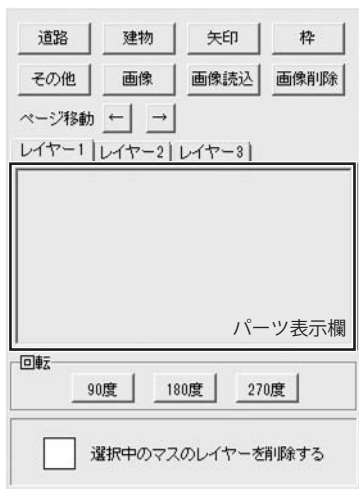 道路 建物 矢印 枠
その他 画像 画像読込 画像削除
ページ移動 ← →
レイヤー1 レイヤー2 レイヤー3
パーツ表示欄
回転
90度 180度 270度
選択中のマスのレイヤーを削除する